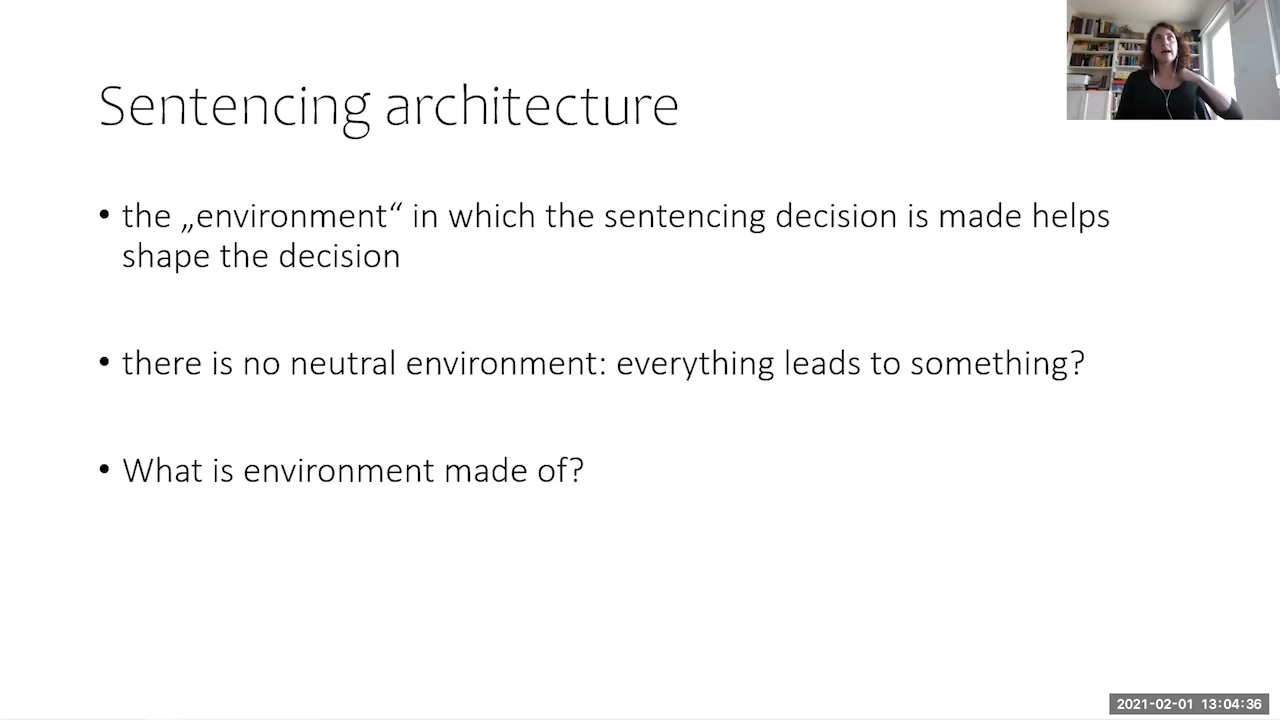 Sentencing architecture
• the „environment“ in which the sentencing decision is made helps
shape the decision
• there is no neutral environment: everything leads to something?
• What is environment made of?
2021-02-01 13:04:36